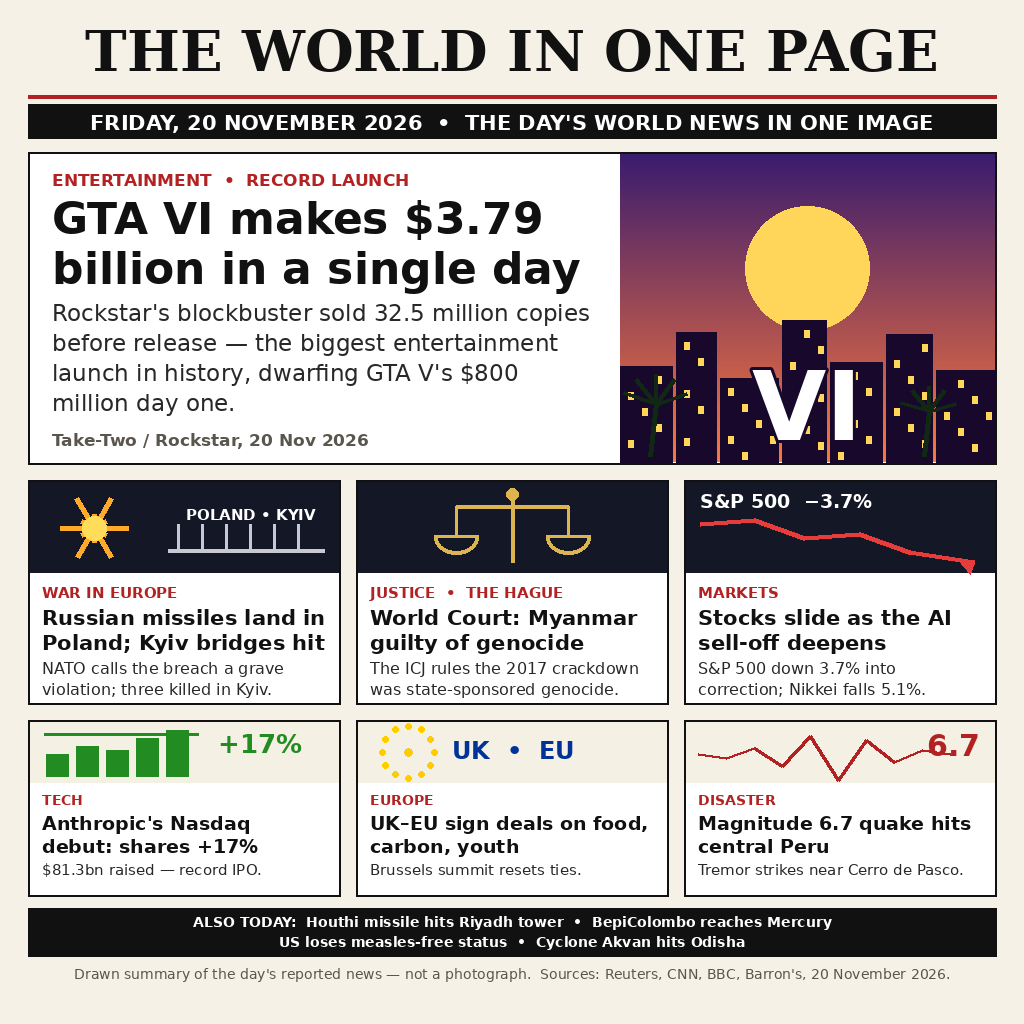 THE WORLD IN ONE PAGE
FRIDAY, 20 NOVEMBER 2026 • THE DAY'S WORLD NEWS IN ONE IMAGE
ENTERTAINMENT • RECORD LAUNCH
GTA VI makes $3.79
billion in a single day
Rockstar's blockbuster sold 32.5 million copies
before release — the biggest entertainment
launch in history, dwarfing GTA V's $800
million day one.
Take-Two / Rockstar, 20 Nov 2026
VI
POLAND • KYIV
WAR IN EUROPE
Russian missiles land in
Poland; Kyiv bridges hit
NATO calls the breach a grave
violation; three killed in Kyiv.
JUSTICE • THE HAGUE
World Court: Myanmar
guilty of genocide
The ICJ rules the 2017 crackdown
was state-sponsored genocide.
S&P 500 −3.7%
MARKETS
Stocks slide as the AI
sell-off deepens
S&P 500 down 3.7% into
correction; Nikkei falls 5.1%.
+17%
TECH
Anthropic's Nasdaq
debut: shares +17%
$81.3bn raised — record IPO.
UK • EU
EUROPE
UK–EU sign deals on food,
carbon, youth
Brussels summit resets ties.
6.7
DISASTER
Magnitude 6.7 quake hits
central Peru
Tremor strikes near Cerro de Pasco.
ALSO TODAY: Houthi missile hits Riyadh tower • BepiColombo reaches Mercury
US loses measles-free status • Cyclone Akvan hits Odisha
Drawn summary of the day's reported news — not a photograph. Sources: Reuters, CNN, BBC, Barron's, 20 November 2026.